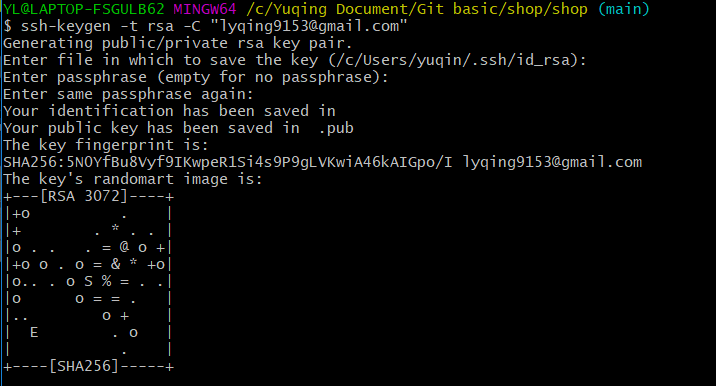 YL@LAPTOP-FSGULB62 MINGW64 /c/Yuqing Document/Git basic/shop/shop (main)
$ ssh-keygen -t rsa -C "lyqing9153@gmail.com"
Generating public/private rsa key pair.
Enter file in which to save the key (/c/Users/yuqin/.ssh/id_rsa):
Enter passphrase (empty for no passphrase):
Enter same passphrase again:
Your identification has been saved in
Your public key has been saved in  .pub
The key fingerprint is:
SHA256:5N0YfBu8Vyf9IKwpeR1Si4s9P9gLVKwiA46kAIGpo/I lyqing9153@gmail.com
The key's randomart image is:
+---[RSA 3072]----+
|+o          .    |
|+        . * . . |
|o . .   . = @ o +|
|+o o . o = & * +o|
|o.. . o S % = . .|
|o      o = = .   |
|..        o +    |
|  E        . o   |
|            .    |
+----[SHA256]-----+